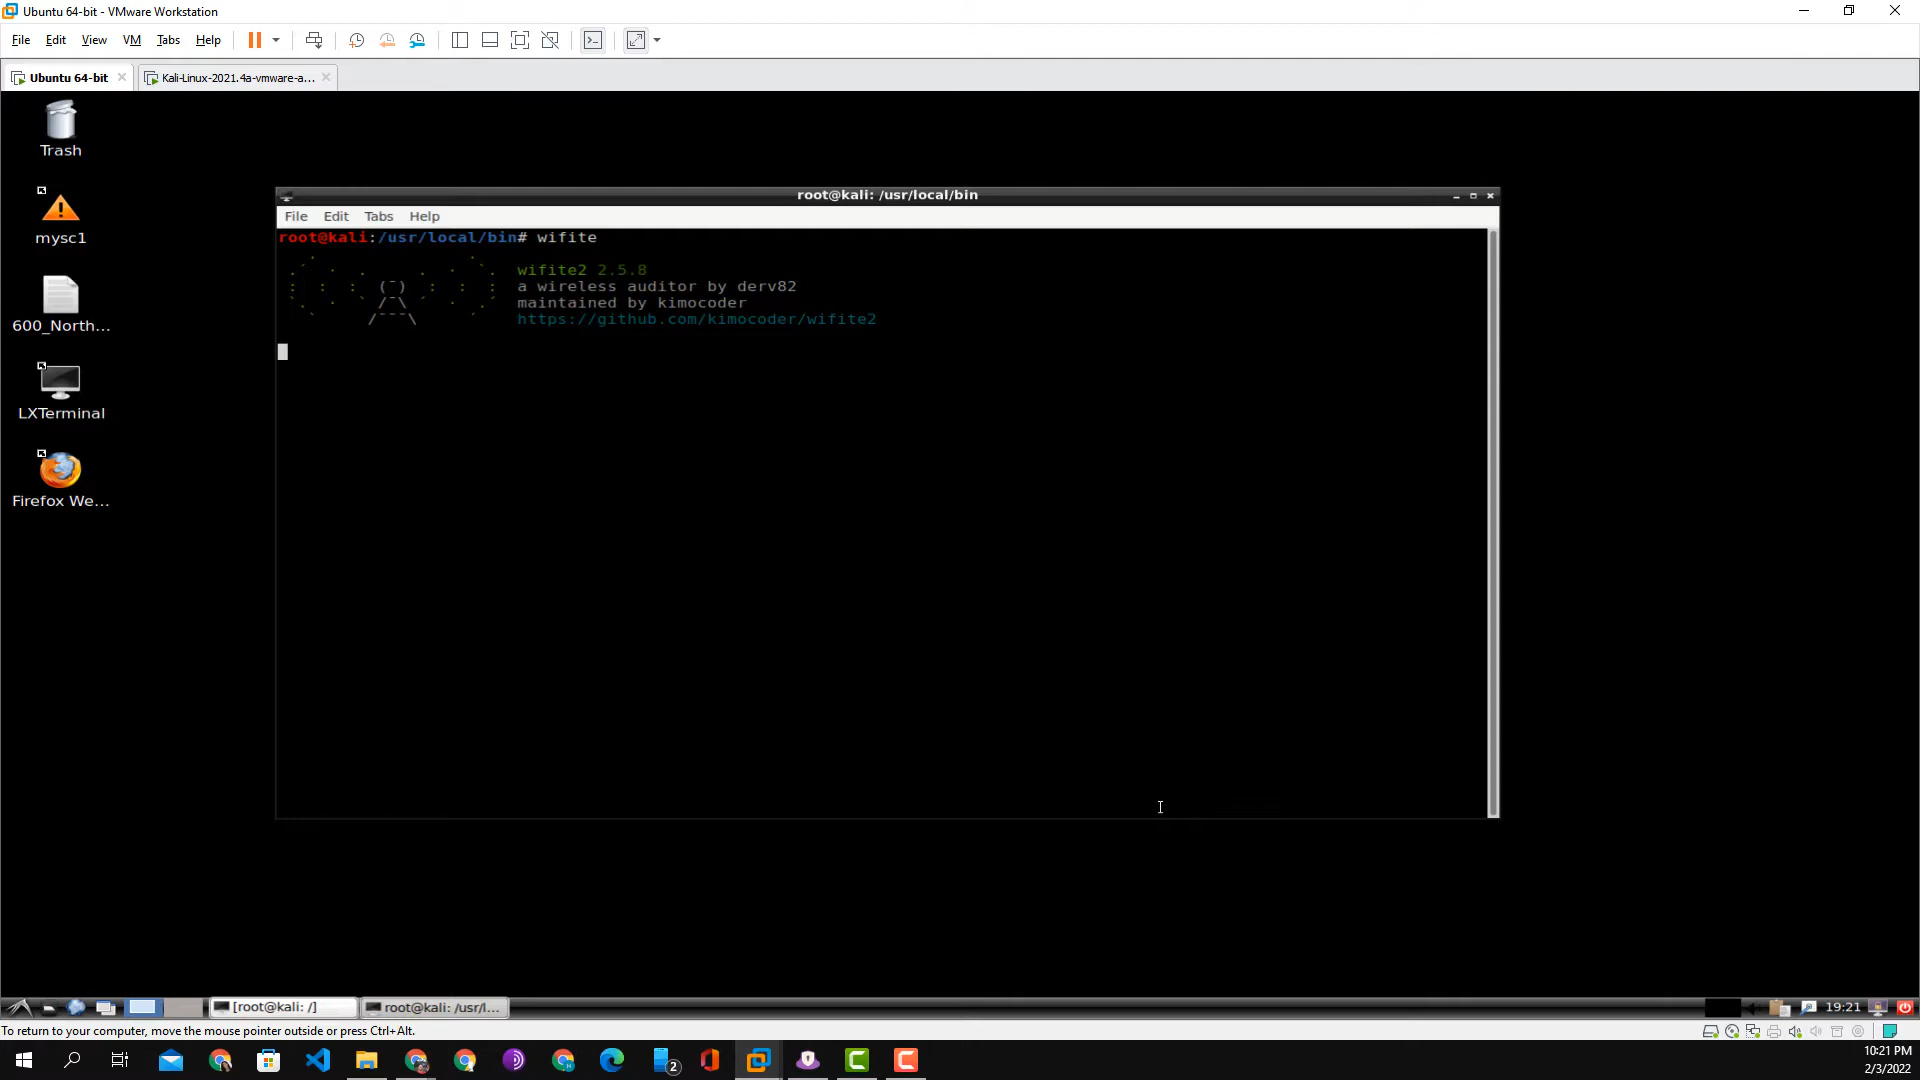 Ubuntu 64-bit - VMware Workstation
File Edit View VM Tabs Help
Ubuntu 64-bit
Kali-Linux-2021.4a-vmware-a...
Trash
mysc1
600_North...
LXTerminal
Firefox We...
root@kali: /usr/local/bin
File Edit Tabs Help
root@kali:/usr/local/bin# wifite
wifite2 2.5.8
a wireless auditor by derv82
maintained by kimocoder
https://github.com/kimocoder/wifite2
[root@kali: /]
root@kali: /usr/l...
19:21
To return to your computer, move the mouse pointer outside or press Ctrl+Alt.
2
10:21 PM
2/3/2022